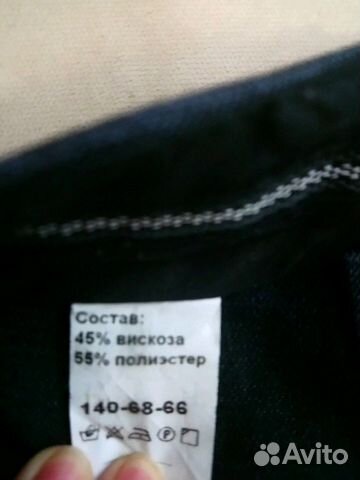 Состав:
45% вискоза
55% полиэстер
140-68-66
Avito